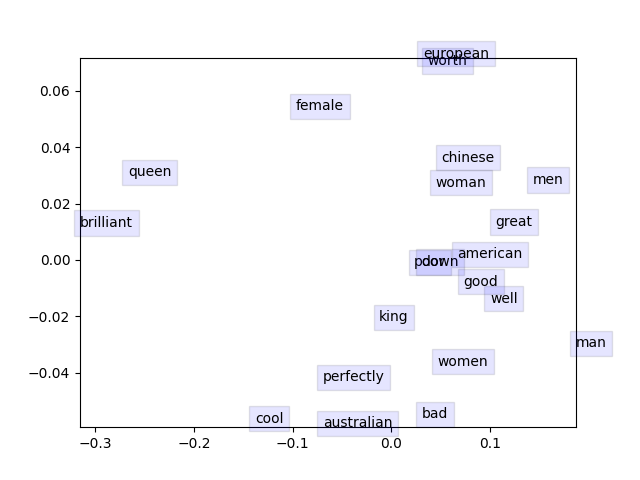 european
worth
0.06
female
0.04
chinese
queen
woman
men
0.02
brilliant
great
american
0.00
poor
down
good
well
−0.02
king
man
women
−0.04
perfectly
bad
cool
australian
−0.3
−0.2
−0.1
0.0
0.1